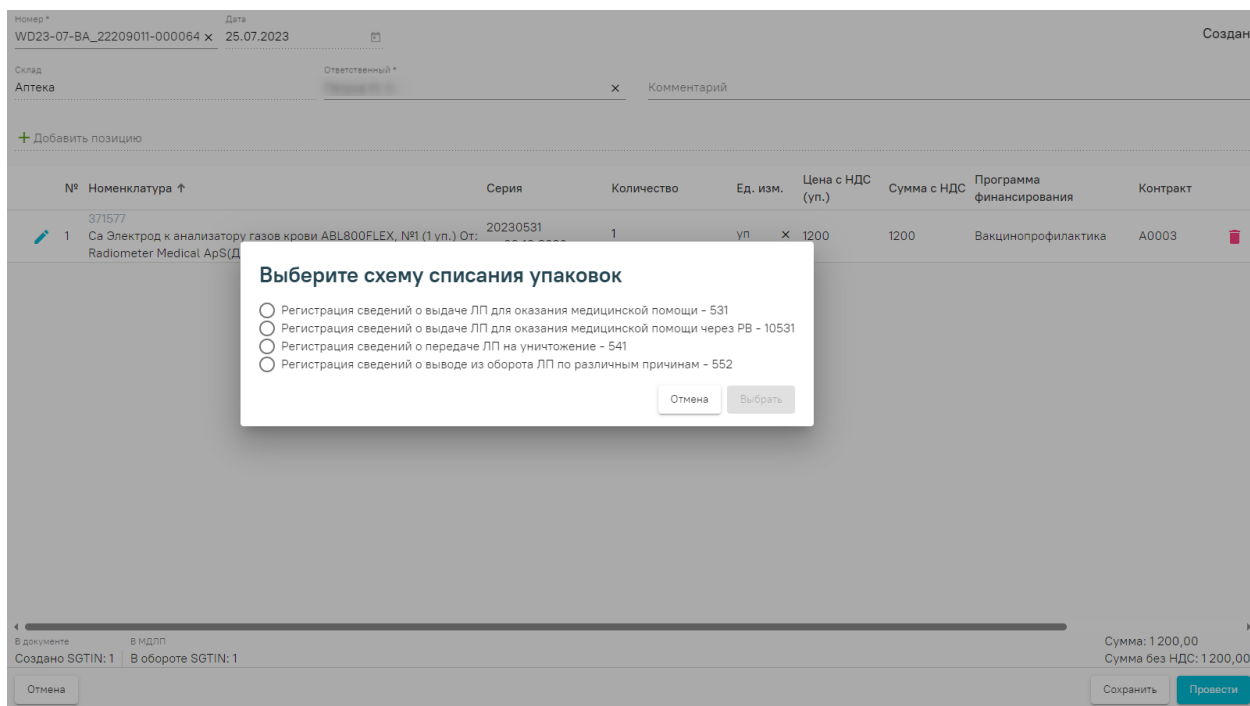 Номер *
Дата
WD23-07-BA_22209011-000064 × 25.07.2023
Создан
Склад
Ответственный *
Аптека
× Комментарий
+ Добавить позицию
№ Номенклатура ↑ Серия Количество Ед. изм. Цена с НДС (уп.) Сумма с НДС Программа финансирования Контракт
371577
1 Са Электрод к анализатору газов крови ABL800FLEX, №1 (1 уп.) От: 20230531 1 уп × 1200 1200 Вакцинопрофилактика А0003
Radiometer Medical ApS(Д
Выберите схему списания упаковок
Регистрация сведений о выдаче ЛП для оказания медицинской помощи - 531
Регистрация сведений о выдаче ЛП для оказания медицинской помощи через РВ - 10531
Регистрация сведений о передаче ЛП на уничтожение - 541
Регистрация сведений о выводе из оборота ЛП по различным причинам - 552
Отмена Выбрать
В документе В МДЛП
Сумма: 1 200,00
Создано SGTIN: 1 В обороте SGTIN: 1
Сумма без НДС: 1 200,00
Отмена Сохранить Провести